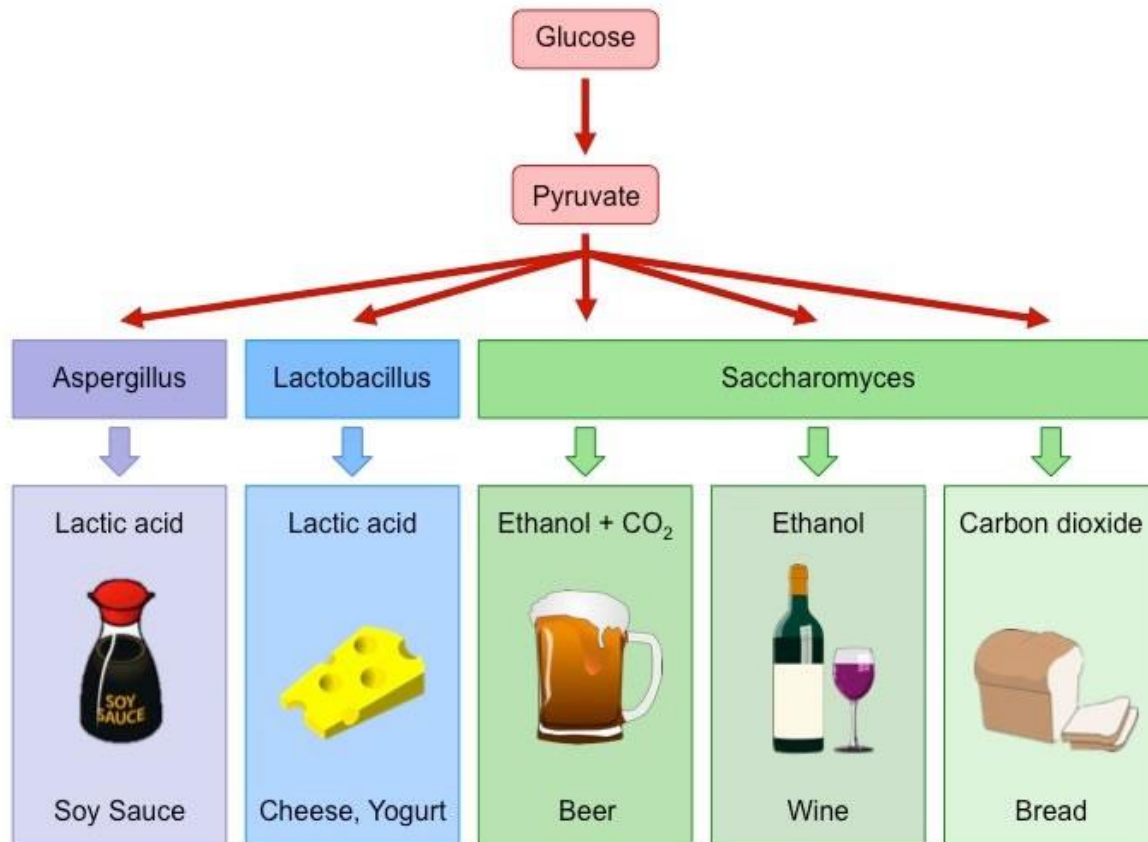 Glucose
Pyruvate
Aspergillus
Lactobacillus
Saccharomyces
Lactic acid
Lactic acid
Ethanol + CO₂
Ethanol
Carbon dioxide
SOY
SAUCE
Soy Sauce
Cheese, Yogurt
Beer
Wine
Bread